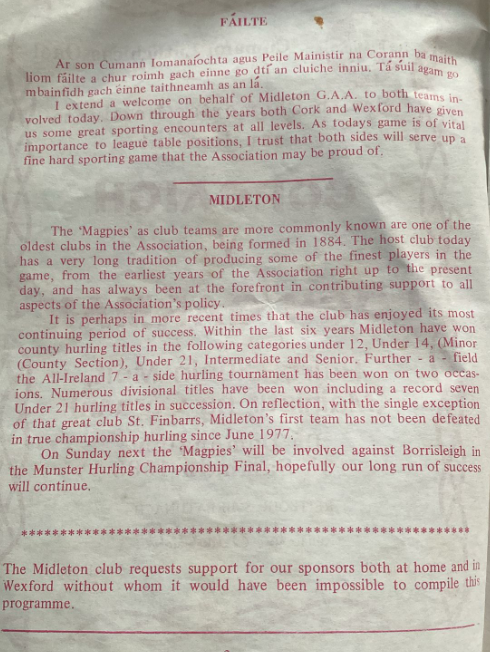 FÁILTE
Ar son Cumann Iomanaíochta agus Peile Mainistir na Corann ba maith
liom fáilte a chur roimh gach einne go dtí an cluiche inniu. Tá súil agam go
mbainfidh gach éinne taithneamh as an lá.
I extend a welcome on behalf of Midleton G.A.A. to both teams in-
volved today. Down through the years both Cork and Wexford have given
us some great sporting encounters at all levels. As todays game is of vital
importance to league table positions, I trust that both sides will serve up a
fine hard sporting game that the Association may be proud of.
MIDLETON
The 'Magpies' as club teams are more commonly known are one of the
oldest clubs in the Association, being formed in 1884. The host club today
has a very long tradition of producing some of the finest players in the
game, from the earliest years of the Association right up to the present
day, and has always been at the forefront in contributing support to all
aspects of the Association's policy.
It is perhaps in more recent times that the club has enjoyed its most
continuing period of success. Within the last six years Midleton have won
county hurling titles in the following categories under 12, Under 14, (Minor
(County Section), Under 21, Intermediate and Senior. Further - a - field
the All-Ireland 7 - a - side hurling tournament has been won on two occas-
ions. Numerous divisional titles have been won including a record seven
Under 21 hurling titles in succession. On reflection, with the single exception
of that great club St. Finbarrs, Midleton's first team has not been defeated
in true championship hurling since June 1977.
On Sunday next the 'Magpies' will be involved against Borrisleigh in
the Munster Hurling Championship Final, hopefully our long run of success
will continue.
************************************************************
The Midleton club requests support for our sponsors both at home and in
Wexford without whom it would have been impossible to compile this
programme.